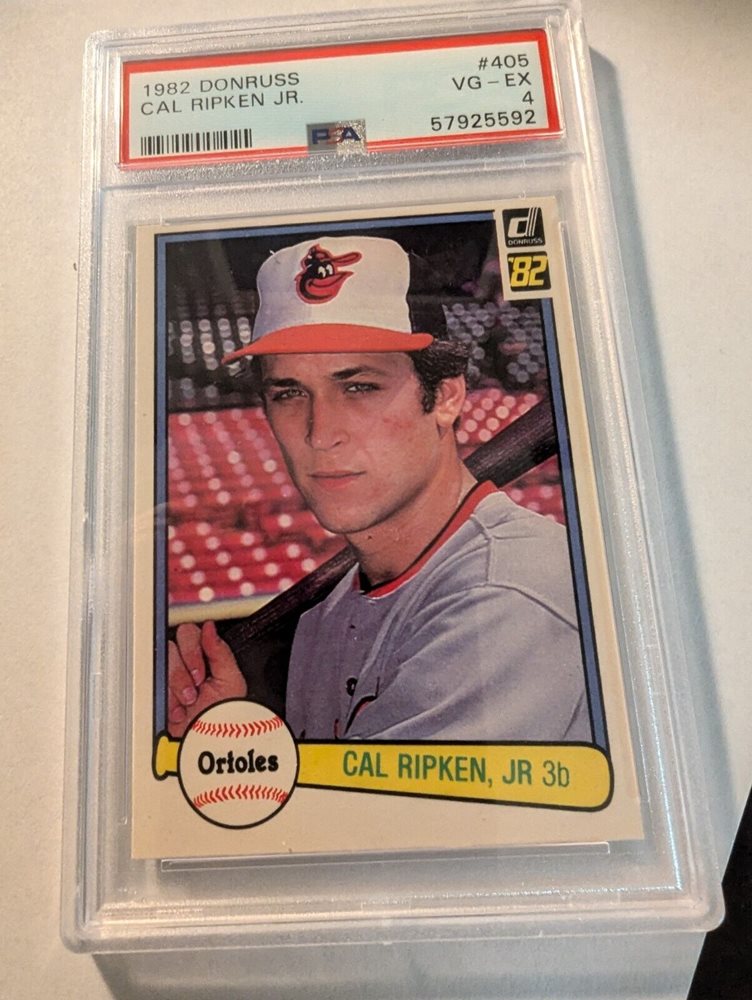 1982 DONRUSS #405
CAL RIPKEN JR. VG-EX
4
PSA 57925592
d
DONRUSS
'82
Orioles
CAL RIPKEN, JR 3b